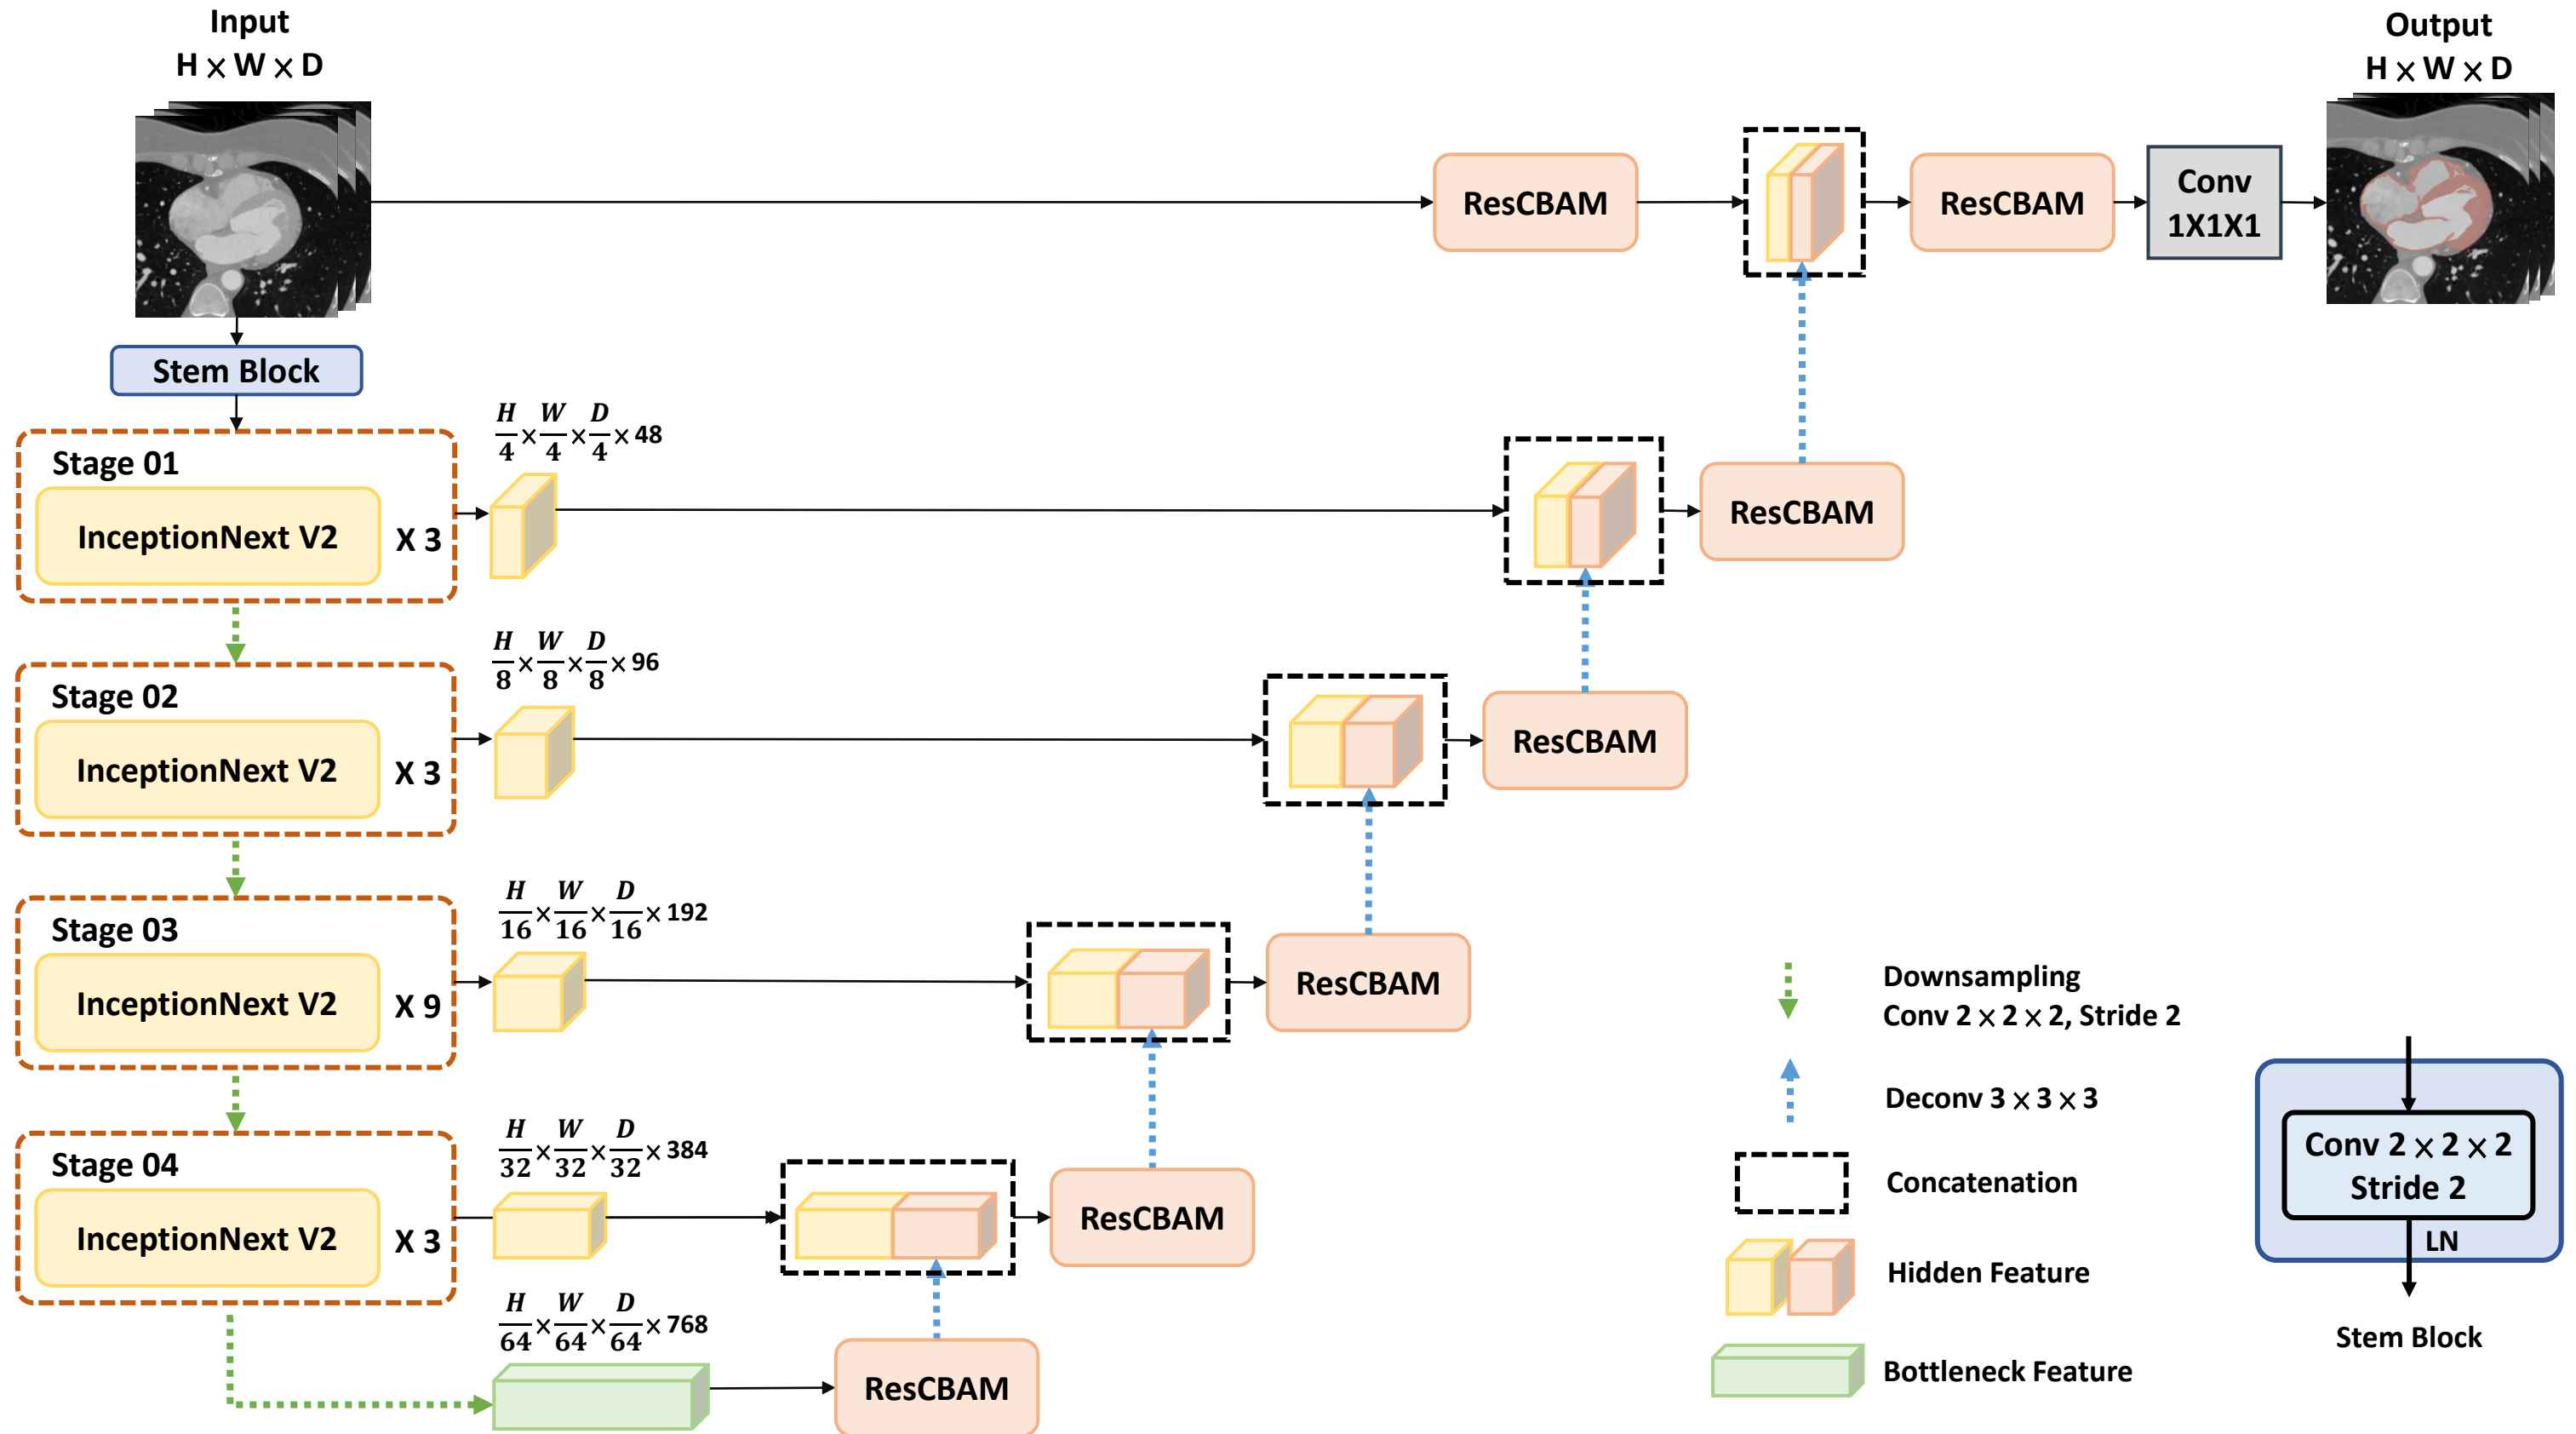 Input
H × W × D
Output
H × W × D
ResCBAM
ResCBAM
Conv
1X1X1
Stem Block
H/4 × W/4 × D/4 × 48
Stage 01
InceptionNext V2
X 3
ResCBAM
H/8 × W/8 × D/8 × 96
Stage 02
InceptionNext V2
X 3
ResCBAM
H/16 × W/16 × D/16 × 192
Stage 03
InceptionNext V2
X 9
ResCBAM
H/32 × W/32 × D/32 × 384
Stage 04
InceptionNext V2
X 3
ResCBAM
H/64 × W/64 × D/64 × 768
ResCBAM
Downsampling
Conv 2 × 2 × 2, Stride 2
Deconv 3 × 3 × 3
Concatenation
Hidden Feature
Bottleneck Feature
Conv 2 × 2 × 2
Stride 2
LN
Stem Block